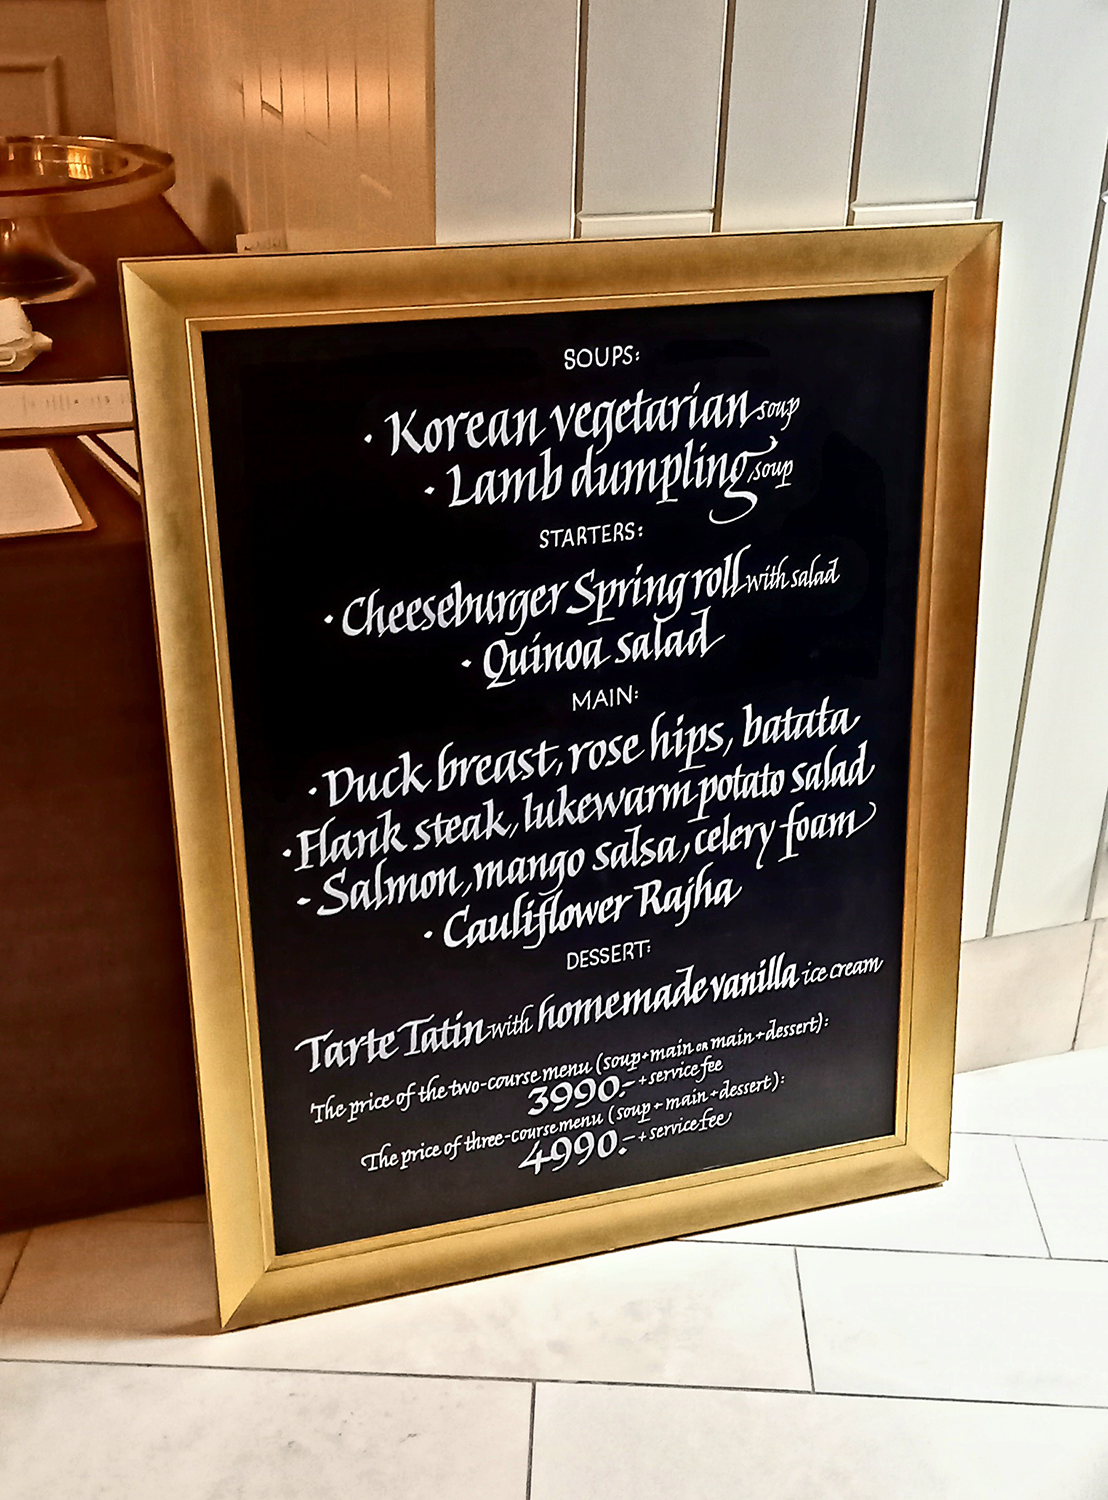 SOUPS:
· Korean vegetarian soup
· Lamb dumpling soup
STARTERS:
· Cheeseburger Spring roll with salad
· Quinoa salad
MAIN:
· Duck breast, rose hips, batata
· Flank steak, lukewarm potato salad
· Salmon, mango salsa, celery foam
· Cauliflower Rajha
DESSERT:
Tarte Tatin with homemade vanilla ice cream
The price of the two-course menu (soup+main OR main+dessert):
3990.- + service fee
The price of three-course menu (soup + main + dessert):
4990.- + service fee